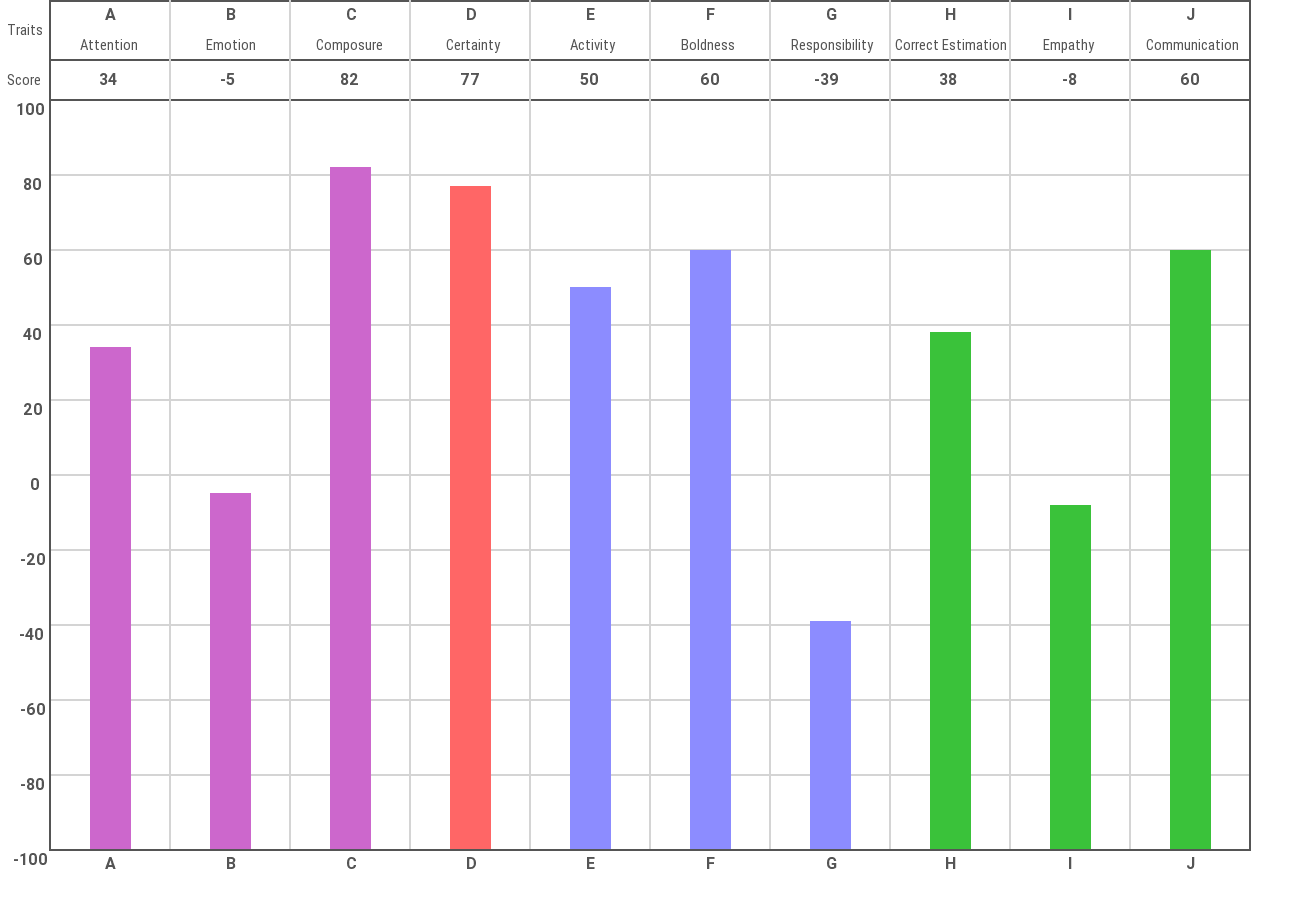 A B C D E F G H I J
Traits
Attention Emotion Composure Certainty Activity Boldness Responsibility Correct Estimation Empathy Communication
Score 34 -5 82 77 50 60 -39 38 -8 60
100
80
60
40
20
0
-20
-40
-60
-80
-100
A B C D E F G H I J